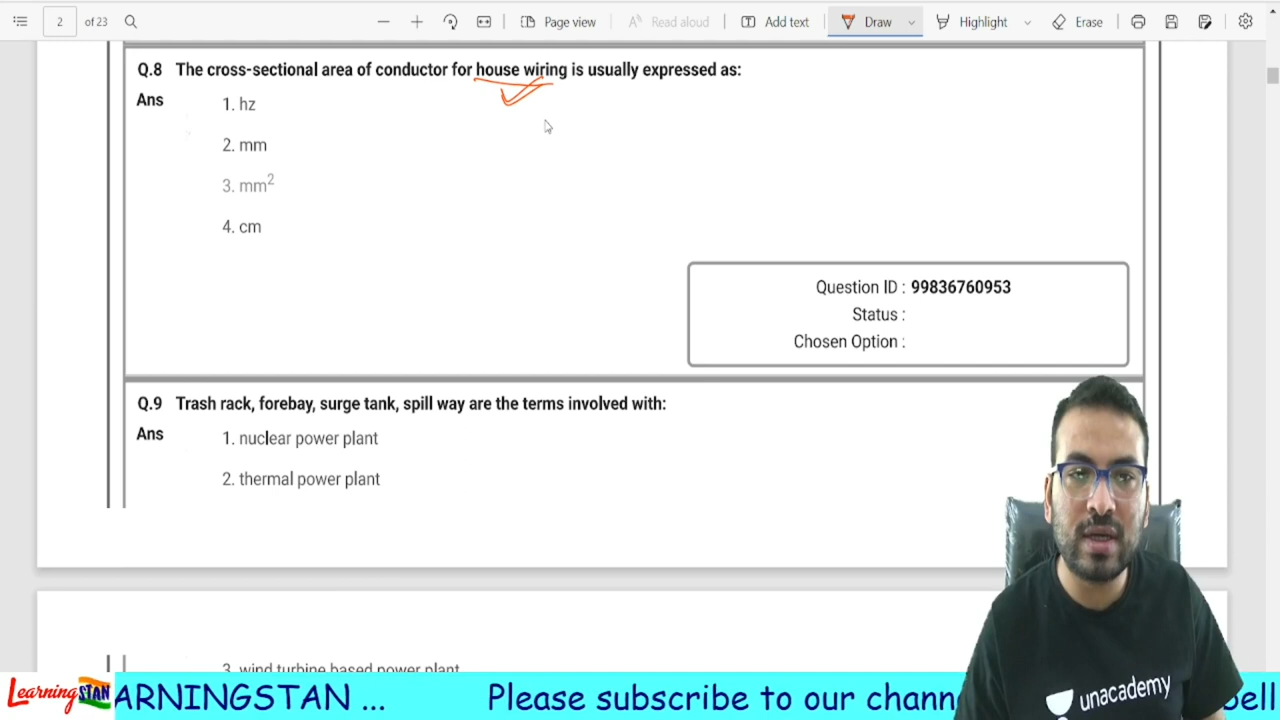 2 of 23 Page view Read aloud Add text Draw Highlight Erase
Q.8 The cross-sectional area of conductor for house wiring is usually expressed as:
Ans 1. hz
2. mm
3. mm²
4. cm
Question ID : 99836760953
Status :
Chosen Option :
Q.9 Trash rack, forebay, surge tank, spill way are the terms involved with:
Ans 1. nuclear power plant
2. thermal power plant
3. wind turbine based power plant
unacademy
LearningSTAN ARNINGSTAN ... Please subscribe to our chann bell